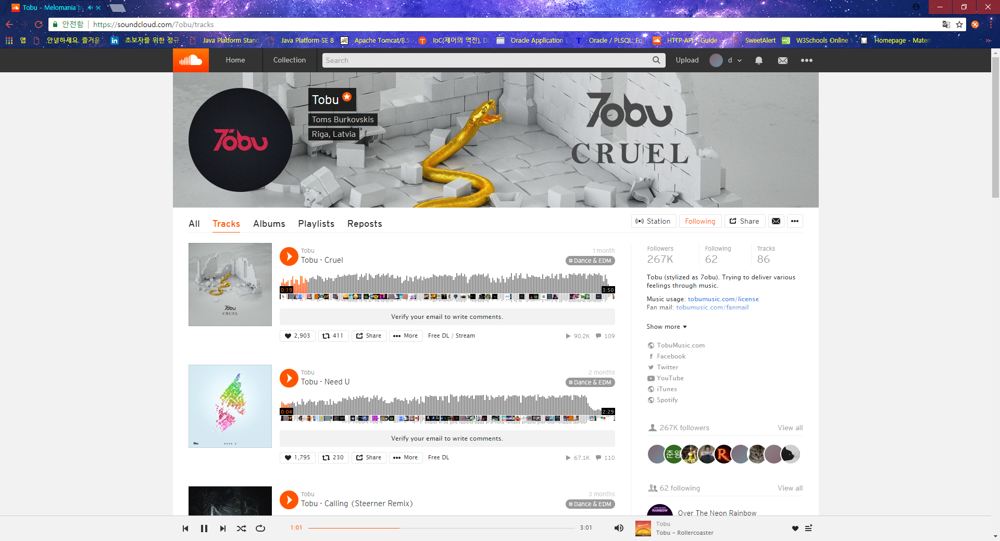 Tobu - Melomania b
안전함 https://soundcloud.com/7obu/tracks
앱 안녕하세요. 즐거운 초보자를 위한 정규 Java Platform Stand Java Platform SE 8 Apache Tomcat/8.5 IoC(제어의 역전), D Oracle Application Oracle / PLSQL: HTTP API - Guide SweetAlert W3Schools Online Homepage - Materi
Home Collection Search Upload d
Tobu
Toms Burkovskis
Riga, Latvia
7obu
7obu
CRUEL
All Tracks Albums Playlists Reposts Station Following Share
Tobu 1 month
Tobu - Cruel # Dance & EDM
0:19 3:50
7obu
CRUEL
Verify your email to write comments.
2,903 411 Share More Free DL / Stream 90.2K 109
Tobu 2 months
Tobu - Need U # Dance & EDM
0:04 2:29
Verify your email to write comments.
1,795 230 Share More Free DL 67.1K 110
Tobu 3 months
Tobu - Calling (Steerner Remix) # Dance & EDM
Followers Following Tracks
267K 62 86
Tobu (stylized as 7obu). Trying to deliver various
feelings through music.
Music usage: tobumusic.com/license
Fan mail: tobumusic.com/fanmail
Show more
TobuMusic.com
Facebook
Twitter
YouTube
iTunes
Spotify
267K followers View all
준왕
R
62 following View all
RAINBOW
Over The Neon Rainbow
1:01 3:01
Tobu
Tobu - Rollercoaster